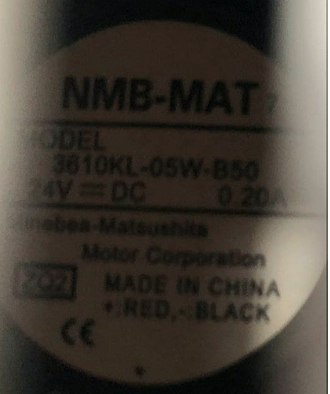 NMB-MAT 7
MODEL
3610KL-05W-B50
24V ⎓ DC 0.20A
Minebea-Matsushita
Motor Corporation
MADE IN CHINA
+:RED,-:BLACK
CE